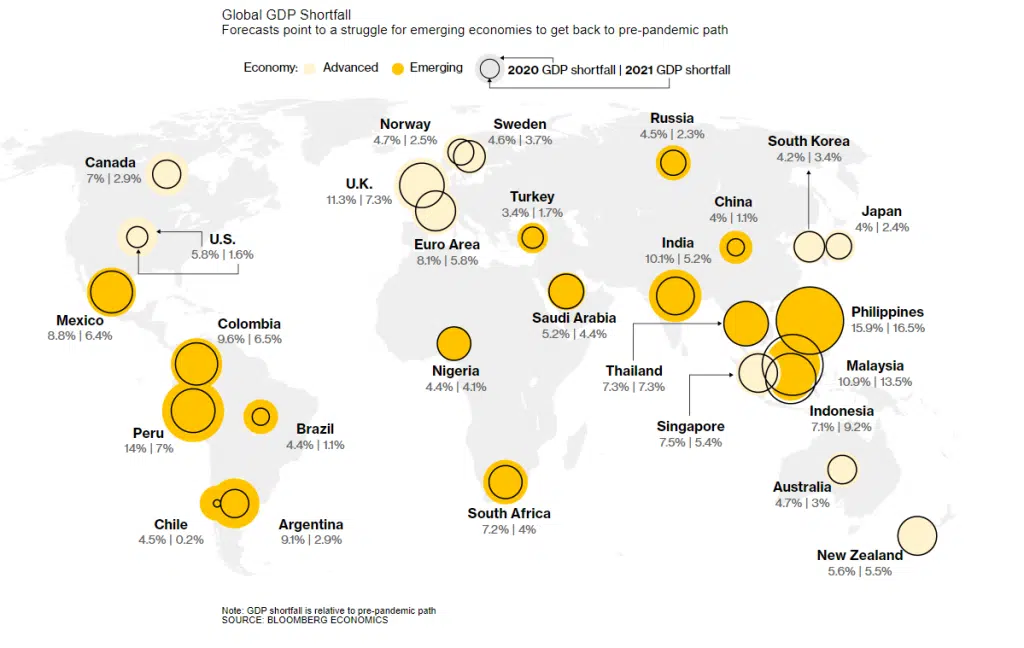 Global GDP Shortfall
Forecasts point to a struggle for emerging economies to get back to pre-pandemic path
Economy: Advanced Emerging 2020 GDP shortfall | 2021 GDP shortfall
Norway
4.7% | 2.5%
Sweden
4.6% | 3.7%
Russia
4.5% | 2.3%
South Korea
4.2% | 3.4%
Canada
7% | 2.9%
U.K.
11.3% | 7.3%
Turkey
3.4% | 1.7%
China
4% | 1.1%
Japan
4% | 2.4%
U.S.
5.8% | 1.6%
Euro Area
8.1% | 5.8%
India
10.1% | 5.2%
Mexico
8.8% | 6.4%
Colombia
9.6% | 6.5%
Saudi Arabia
5.2% | 4.4%
Philippines
15.9% | 16.5%
Nigeria
4.4% | 4.1%
Thailand
7.3% | 7.3%
Malaysia
10.9% | 13.5%
Peru
14% | 7%
Brazil
4.4% | 1.1%
Singapore
7.5% | 5.4%
Indonesia
7.1% | 9.2%
Chile
4.5% | 0.2%
Argentina
9.1% | 2.9%
South Africa
7.2% | 4%
Australia
4.7% | 3%
New Zealand
5.6% | 5.5%
Note: GDP shortfall is relative to pre-pandemic path
SOURCE: BLOOMBERG ECONOMICS